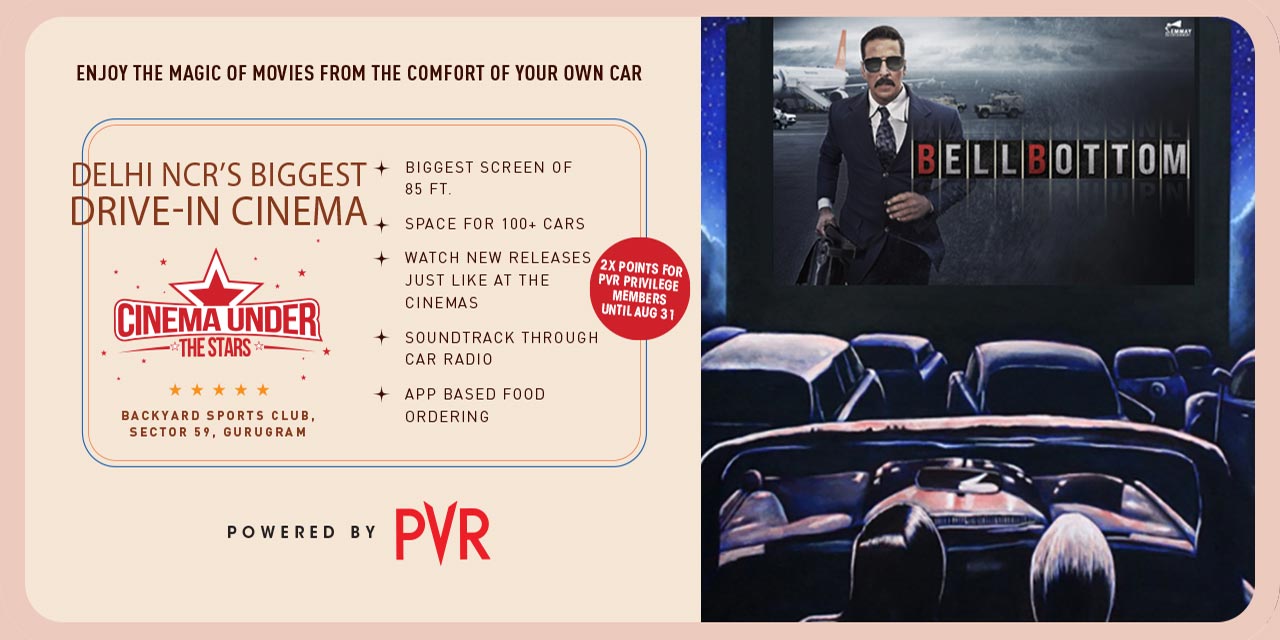 ENJOY THE MAGIC OF MOVIES FROM THE COMFORT OF YOUR OWN CAR
DELHI NCR'S BIGGEST
DRIVE-IN CINEMA
CINEMA UNDER
THE STARS
BACKYARD SPORTS CLUB,
SECTOR 59, GURUGRAM
BIGGEST SCREEN OF
85 FT.
SPACE FOR 100+ CARS
WATCH NEW RELEASES
JUST LIKE AT THE
CINEMAS
SOUNDTRACK THROUGH
CAR RADIO
APP BASED FOOD
ORDERING
2X POINTS FOR
PVR PRIVILEGE
MEMBERS
UNTIL AUG 31
POWERED BY PVR
EMMAY
ENTERTAINMENT
BELLBOTTOM